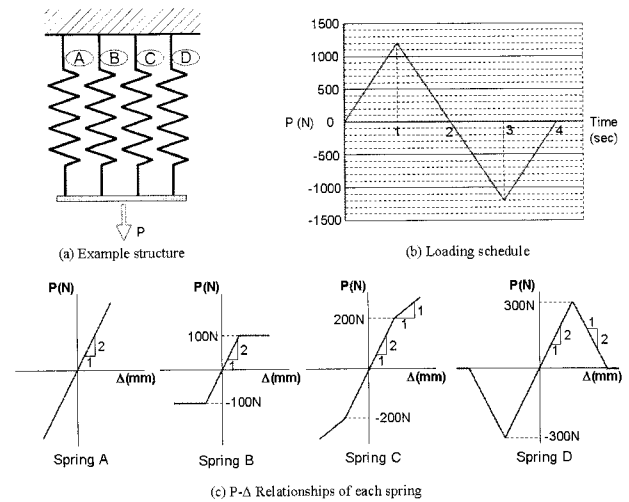 A B C D
P
(a) Example structure
1500
1000
500
P (N) 0
-500
-1000
-1500
1 2 3 4
Time
(sec)
(b) Loading schedule
P(N)
2
1
Δ(mm)
Spring A
P(N)
100N
2
1
Δ(mm)
-100N
Spring B
P(N)
200N
1
1
2
1
Δ(mm)
-200N
Spring C
P(N)
300N
2
1
1
2
Δ(mm)
-300N
Spring D
(c) P-Δ Relationships of each spring